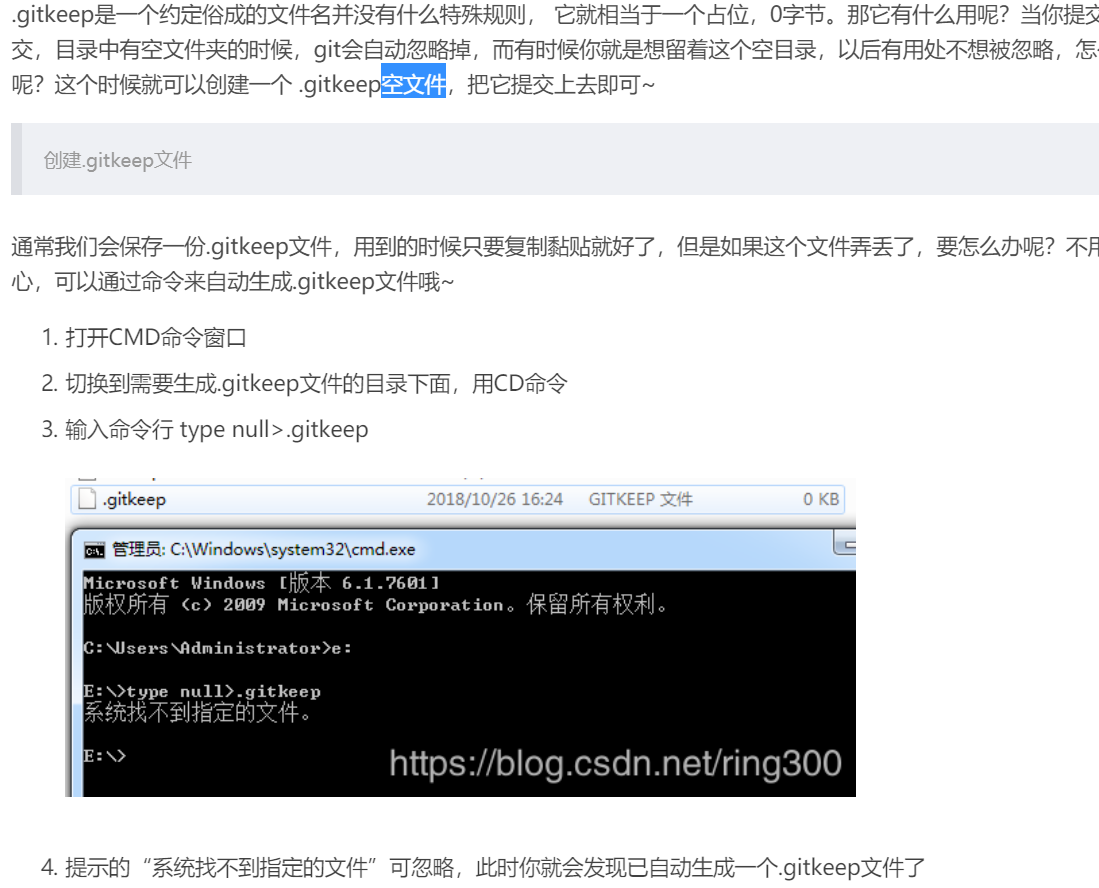 .gitkeep是一个约定俗成的文件名并没有什么特殊规则， 它就相当于一个占位，0字节。那它有什么用呢？当你提交
交，目录中有空文件夹的时候，git会自动忽略掉，而有时候你就是想留着这个空目录，以后有用处不想被忽略，怎
呢？这个时候就可以创建一个 .gitkeep空文件，把它提交上去即可~
创建.gitkeep文件
通常我们会保存一份.gitkeep文件，用到的时候只要复制黏贴就好了，但是如果这个文件弄丢了，要怎么办呢？不用
心，可以通过命令来自动生成.gitkeep文件哦~
1. 打开CMD命令窗口
2. 切换到需要生成.gitkeep文件的目录下面，用CD命令
3. 输入命令行 type null>.gitkeep
.gitkeep 2018/10/26 16:24 GITKEEP 文件 0 KB
管理员: C:\Windows\system32\cmd.exe
Microsoft Windows [版本 6.1.7601]
版权所有 (c) 2009 Microsoft Corporation。保留所有权利。
C:\Users\Administrator>e:
E:\>type null>.gitkeep
系统找不到指定的文件。
E:\>
https://blog.csdn.net/ring300
4. 提示的“系统找不到指定的文件”可忽略，此时你就会发现已自动生成一个.gitkeep文件了